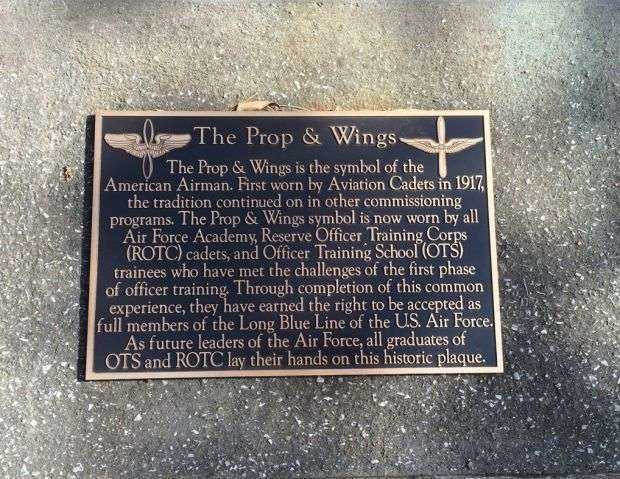 The Prop & Wings
The Prop & Wings is the symbol of the
American Airman. First worn by Aviation Cadets in 1917,
the tradition continued on in other commissioning
programs. The Prop & Wings symbol is now worn by all
Air Force Academy, Reserve Officer Training Corps
(ROTC) cadets, and Officer Training School (OTS)
trainees who have met the challenges of the first phase
of officer training. Through completion of this common
experience, they have earned the right to be accepted as
full members of the Long Blue Line of the U.S. Air Force.
As future leaders of the Air Force, all graduates of
OTS and ROTC lay their hands on this historic plaque.